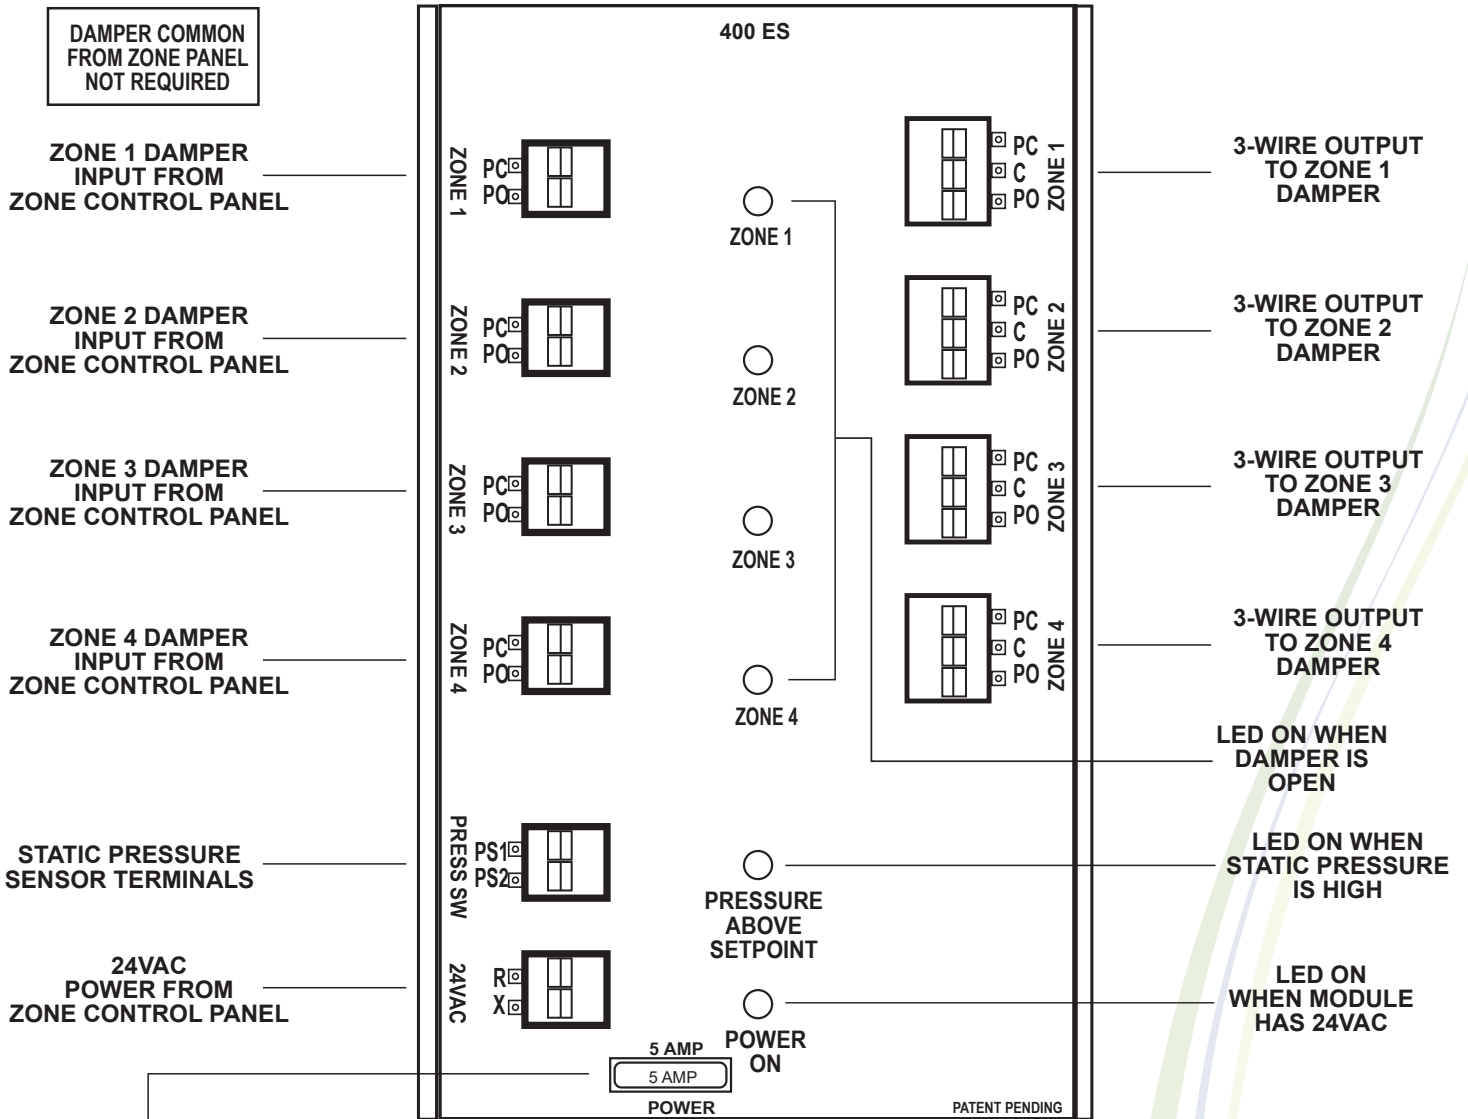 DAMPER COMMON
FROM ZONE PANEL
NOT REQUIRED
400 ES
ZONE 1 DAMPER
INPUT FROM
ZONE CONTROL PANEL
ZONE 1
PC
PO
ZONE 1
PC
C
PO
ZONE 1
3-WIRE OUTPUT
TO ZONE 1
DAMPER
ZONE 2 DAMPER
INPUT FROM
ZONE CONTROL PANEL
ZONE 2
PC
PO
ZONE 2
PC
C
PO
ZONE 2
3-WIRE OUTPUT
TO ZONE 2
DAMPER
ZONE 3 DAMPER
INPUT FROM
ZONE CONTROL PANEL
ZONE 3
PC
PO
ZONE 3
PC
C
PO
ZONE 3
3-WIRE OUTPUT
TO ZONE 3
DAMPER
ZONE 4 DAMPER
INPUT FROM
ZONE CONTROL PANEL
ZONE 4
PC
PO
ZONE 4
PC
C
PO
ZONE 4
3-WIRE OUTPUT
TO ZONE 4
DAMPER
LED ON WHEN
DAMPER IS
OPEN
STATIC PRESSURE
SENSOR TERMINALS
PRESS SW
PS1
PS2
PRESSURE
ABOVE
SETPOINT
LED ON WHEN
STATIC PRESSURE
IS HIGH
24VAC
POWER FROM
ZONE CONTROL PANEL
24VAC
R
X
POWER
ON
LED ON
WHEN MODULE
HAS 24VAC
5 AMP
5 AMP
POWER
PATENT PENDING